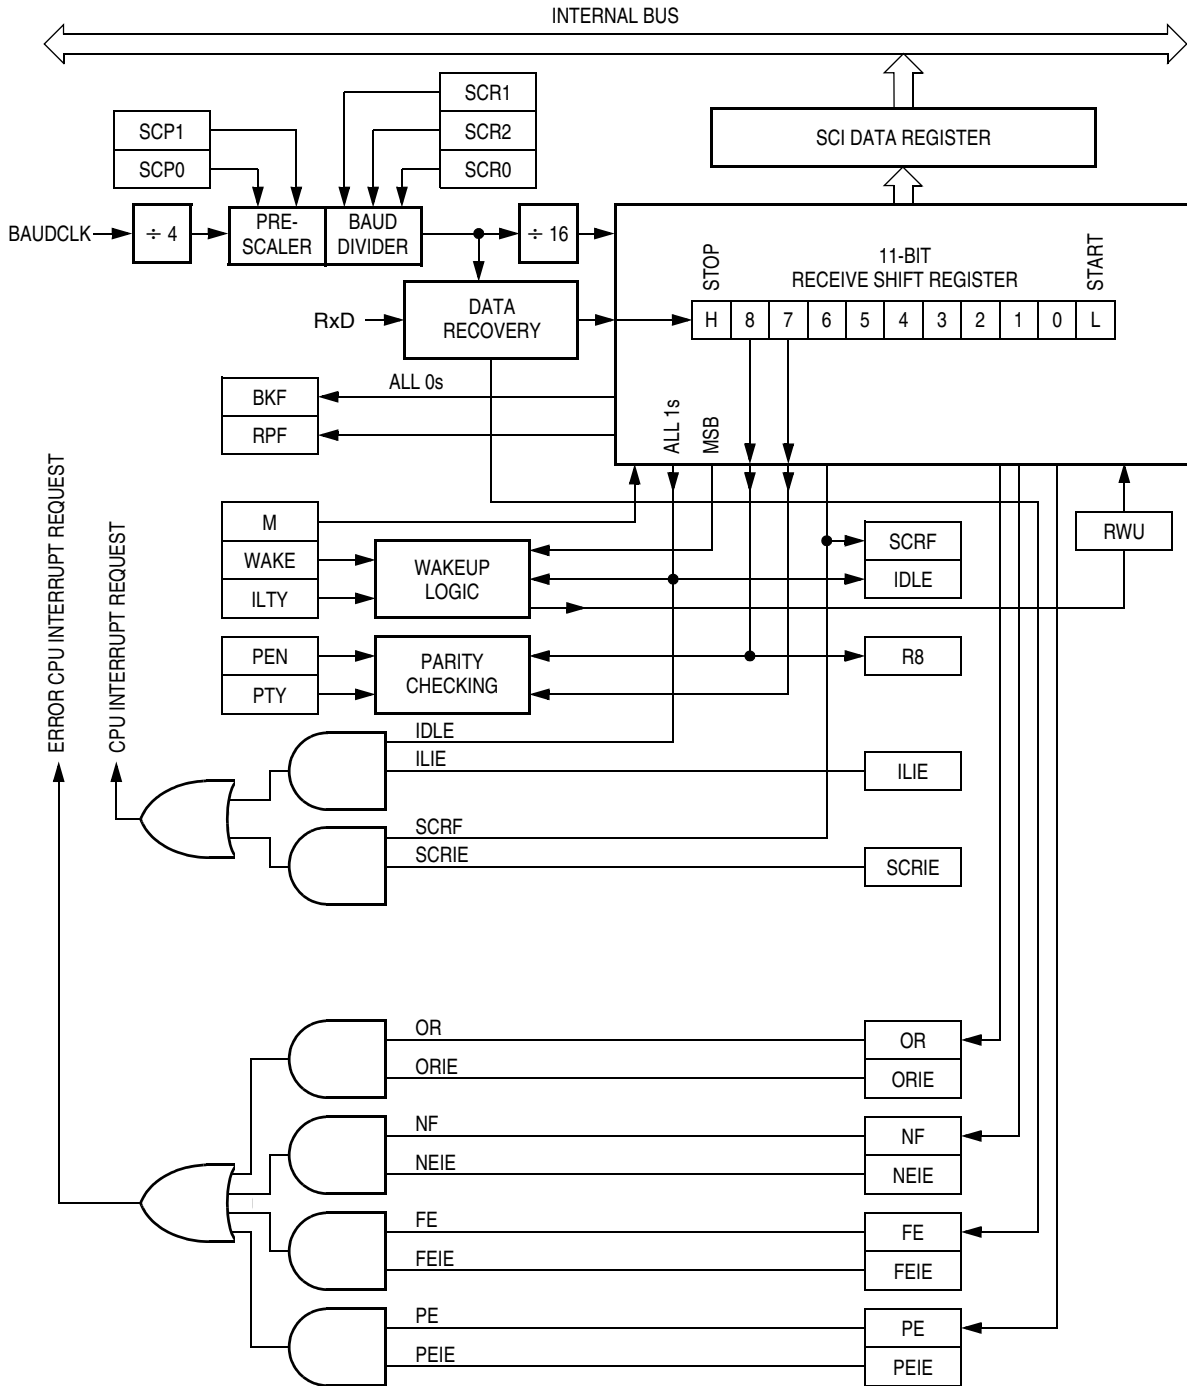 INTERNAL BUS
SCR1
SCR2
SCR0
SCP1
SCP0
SCI DATA REGISTER
BAUDCLK
÷ 4
PRE-
SCALER
BAUD
DIVIDER
÷ 16
RxD
DATA
RECOVERY
11-BIT
RECEIVE SHIFT REGISTER
STOP
START
H 8 7 6 5 4 3 2 1 0 L
ALL 0s
BKF
RPF
ALL 1s
MSB
M
WAKE
ILTY
WAKEUP
LOGIC
SCRF
IDLE
RWU
PEN
PTY
PARITY
CHECKING
R8
ERROR CPU INTERRUPT REQUEST
CPU INTERRUPT REQUEST
IDLE
ILIE
ILIE
SCRF
SCRIE
SCRIE
OR
OR
ORIE
ORIE
NF
NF
NEIE
NEIE
FE
FE
FEIE
FEIE
PE
PE
PEIE
PEIE